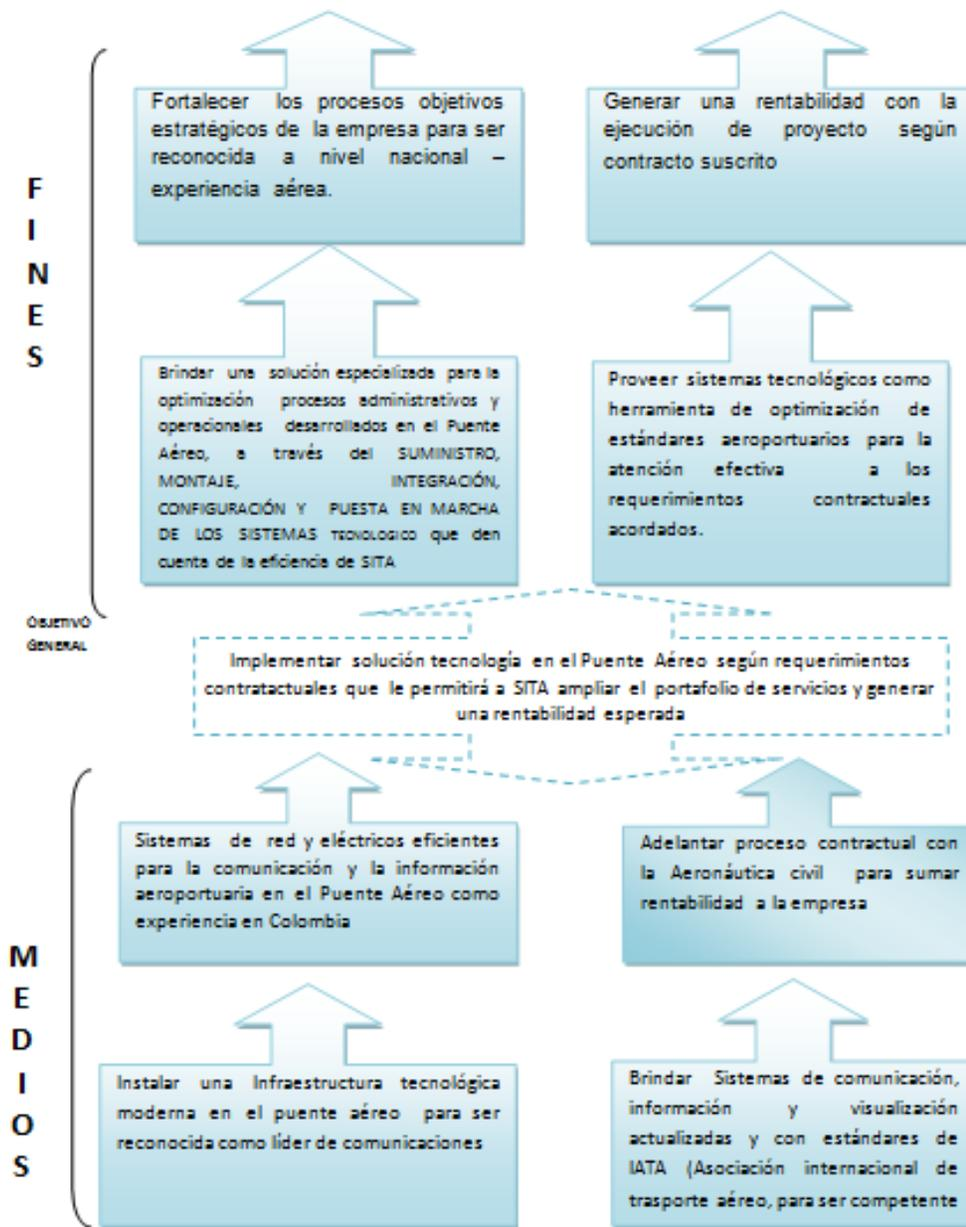 FINES
Fortalecer los procesos objetivos
estratégicos de la empresa para ser
reconocida a nivel nacional –
experiencia aérea.
Generar una rentabilidad con la
ejecución de proyecto según
contracto suscrito
Brindar una solución especializada para la
optimización procesos administrativos y
operacionales desarrollados en el Puente
Aéreo, a través del SUMINISTRO,
MONTAJE, INTEGRACIÓN,
CONFIGURACIÓN Y PUESTA EN MARCHA
DE LOS SISTEMAS TECNOLOGICO que den
cuenta de la eficiencia de SITA
Proveer sistemas tecnológicos como
herramienta de optimización de
estándares aeroportuarios para la
atención efectiva a los
requerimientos contractuales
acordados.
OBJETIVO
GENERAL
Implementar solución tecnología en el Puente Aéreo según requerimientos
contratactuales que le permitirá a SITA ampliar el portafolio de servicios y generar
una rentabilidad esperada
MEDIOS
Sistemas de red y eléctricos eficientes
para la comunicación y la información
aeroportuaria en el Puente Aéreo como
experiencia en Colombia
Adelantar proceso contractual con
la Aeronáutica civil para sumar
rentabilidad a la empresa
Instalar una Infraestructura tecnológica
moderna en el puente aéreo para ser
reconocida como líder de comunicaciones
Brindar Sistemas de comunicación,
información y visualización
actualizadas y con estándares de
IATA (Asociación internacional de
trasporte aéreo, para ser competente